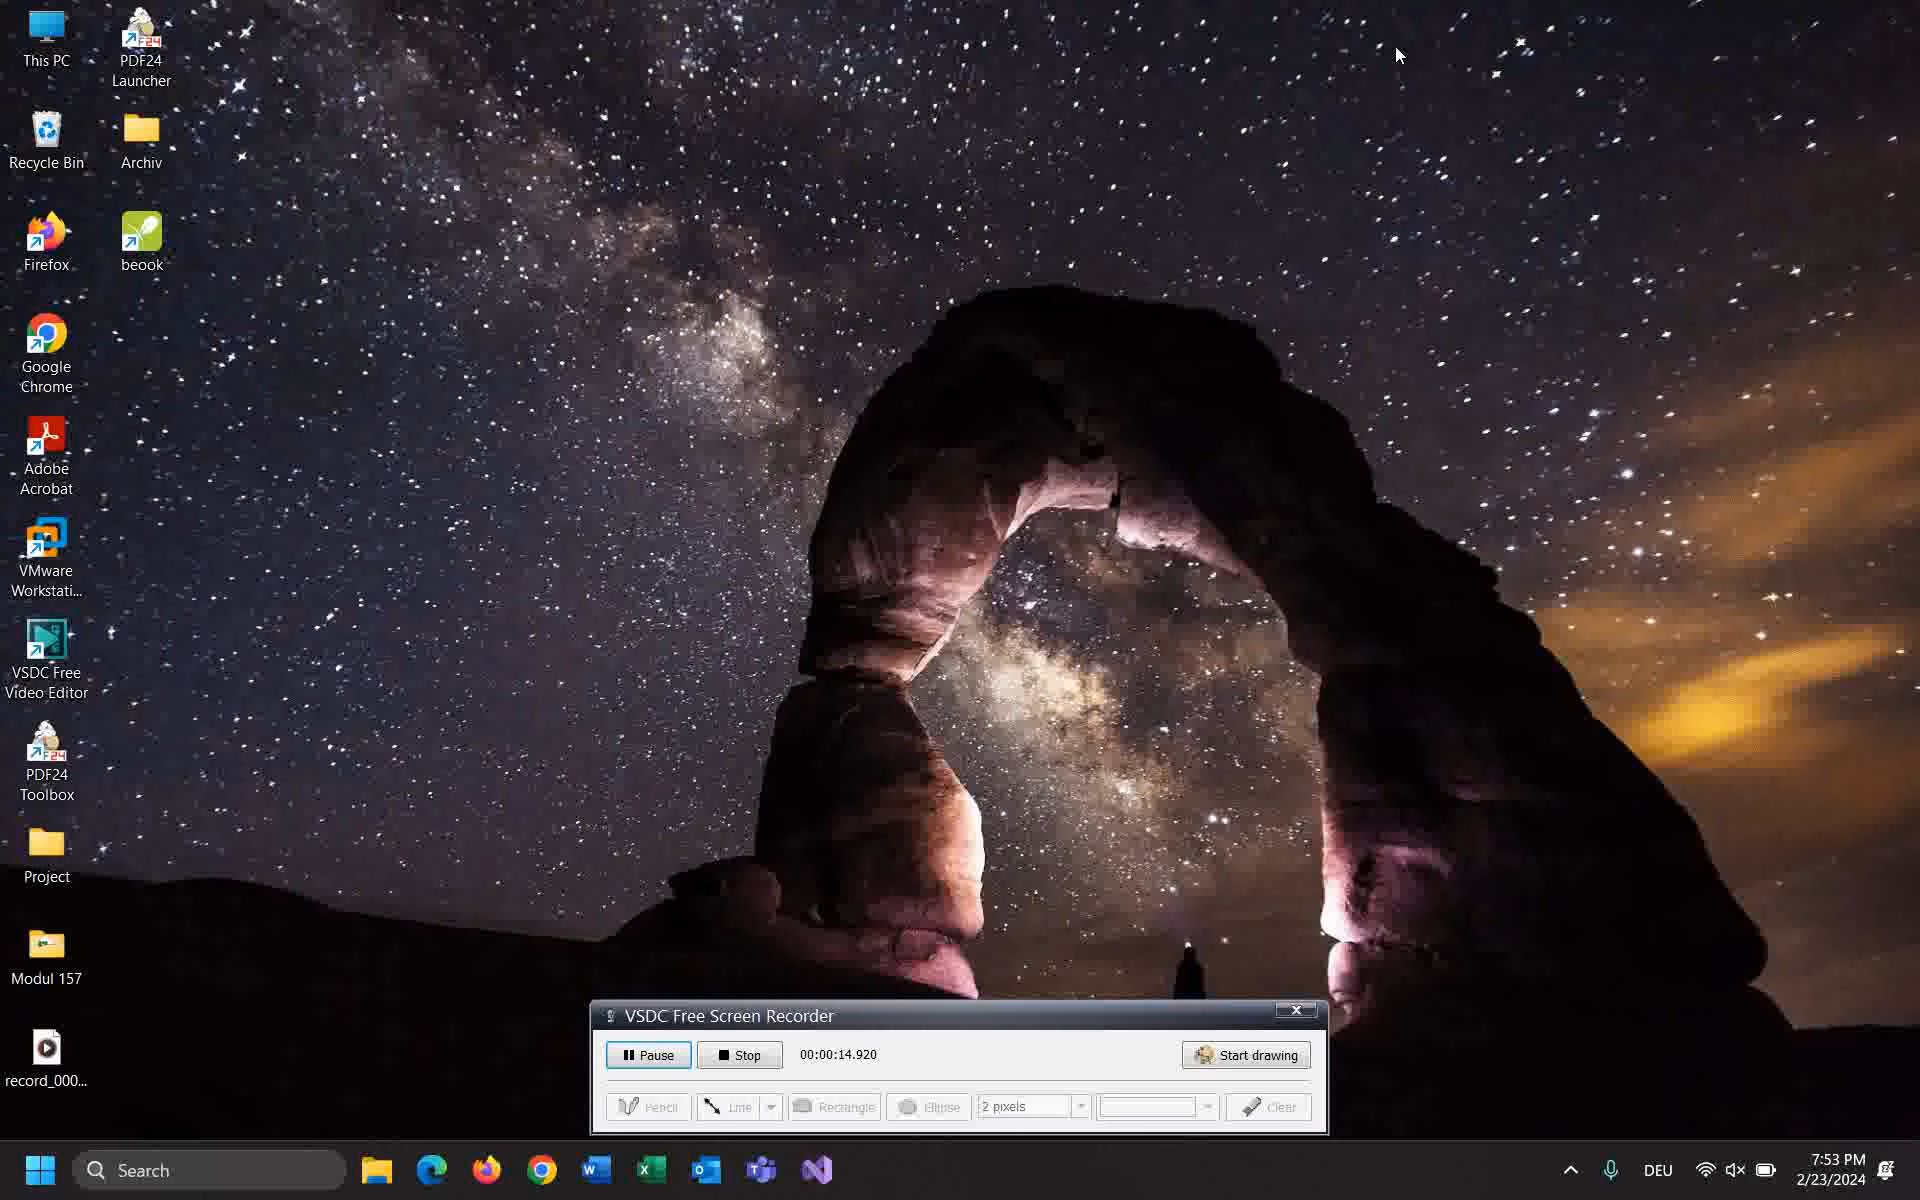 This PC
PDF24
Launcher
Recycle Bin
Archiv
Firefox
beook
Google
Chrome
Adobe
Acrobat
VMware
Workstati...
VSDC Free
Video Editor
PDF24
Toolbox
Project
Modul 157
record_000...
VSDC Free Screen Recorder
Pause
Stop
00:00:14.920
Start drawing
Pencil
Line
Rectangle
Ellipse
2 pixels
Clear
Search
DEU
7:53 PM
2/23/2024